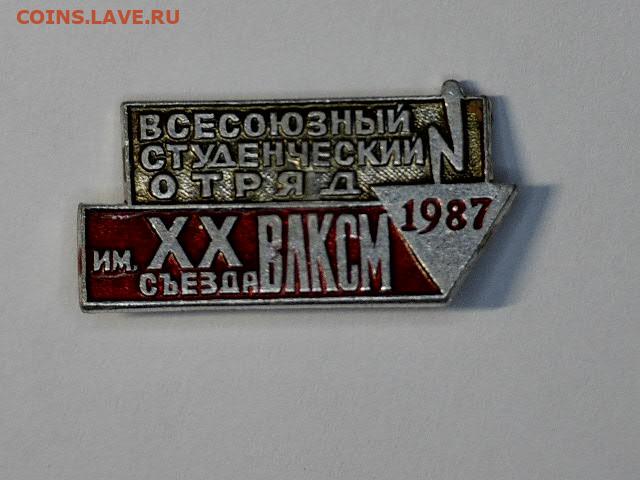 COINS.LAVE.RU
ВСЕСОЮЗНЫЙ
СТУДЕНЧЕСКИЙ
ОТРЯД
1987
ИМ. XX ВЛКСМ
СЪЕЗДА